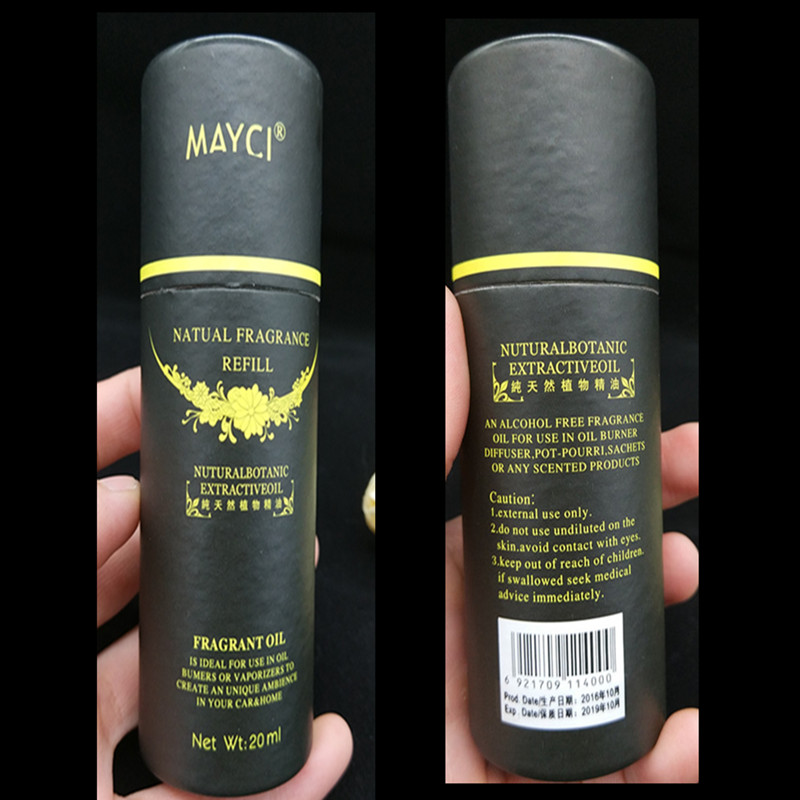 MAYCI®
NATUAL FRAGRANCE
REFILL
NUTURALBOTANIC
EXTRACTIVEOIL
純天然植物精油
FRAGRANT OIL
IS IDEAL FOR USE IN OIL
BUMERS OR VAPORIZERS TO
CREATE AN UNIQUE AMBIENCE
IN YOUR CAR&HOME
Net Wt:20ml
NUTURALBOTANIC
EXTRACTIVEOIL
純天然植物精油
AN ALCOHOL FREE FRAGRANCE
OIL FOR USE IN OIL BURNER
DIFFUSER,POT-POURRI,SACHETS
OR ANY SCENTED PRODUCTS
Caution:
1.external use only.
2.do not use undiluted on the
skin.avoid contact with eyes.
3.keep out of reach of children.
if swallowed seek medical
advice immediately.
6 921709 114000
Prod. Date/生产日期: 2016年10月
Exp. Date/保质日期: 2019年10月